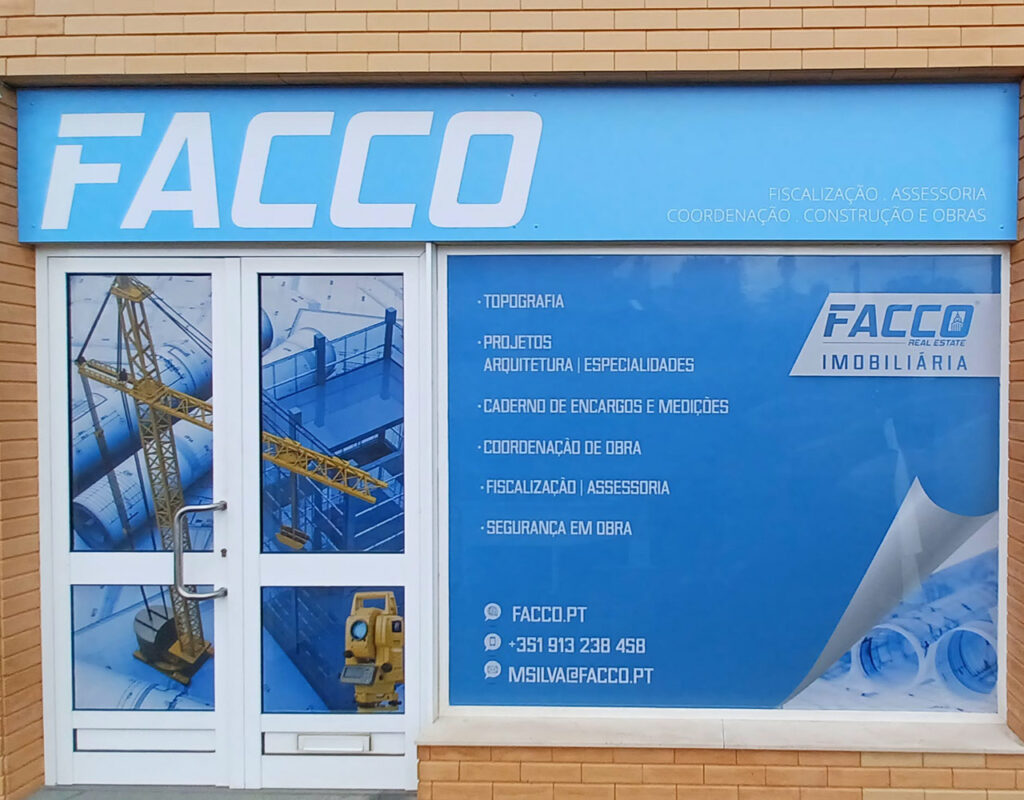 FACCO
FISCALIZAÇÃO . ASSESSORIA
COORDENAÇÃO . CONSTRUÇÃO E OBRAS
· TOPOGRAFIA
· PROJETOS
ARQUITETURA | ESPECIALIDADES
· CADERNO DE ENCARGOS E MEDIÇÕES
· COORDENAÇÃO DE OBRA
· FISCALIZAÇÃO | ASSESSORIA
· SEGURANÇA EM OBRA
FACCO.PT
+351 913 238 458
MSILVA@FACCO.PT
FACCO®
REAL ESTATE
IMOBILIÁRIA